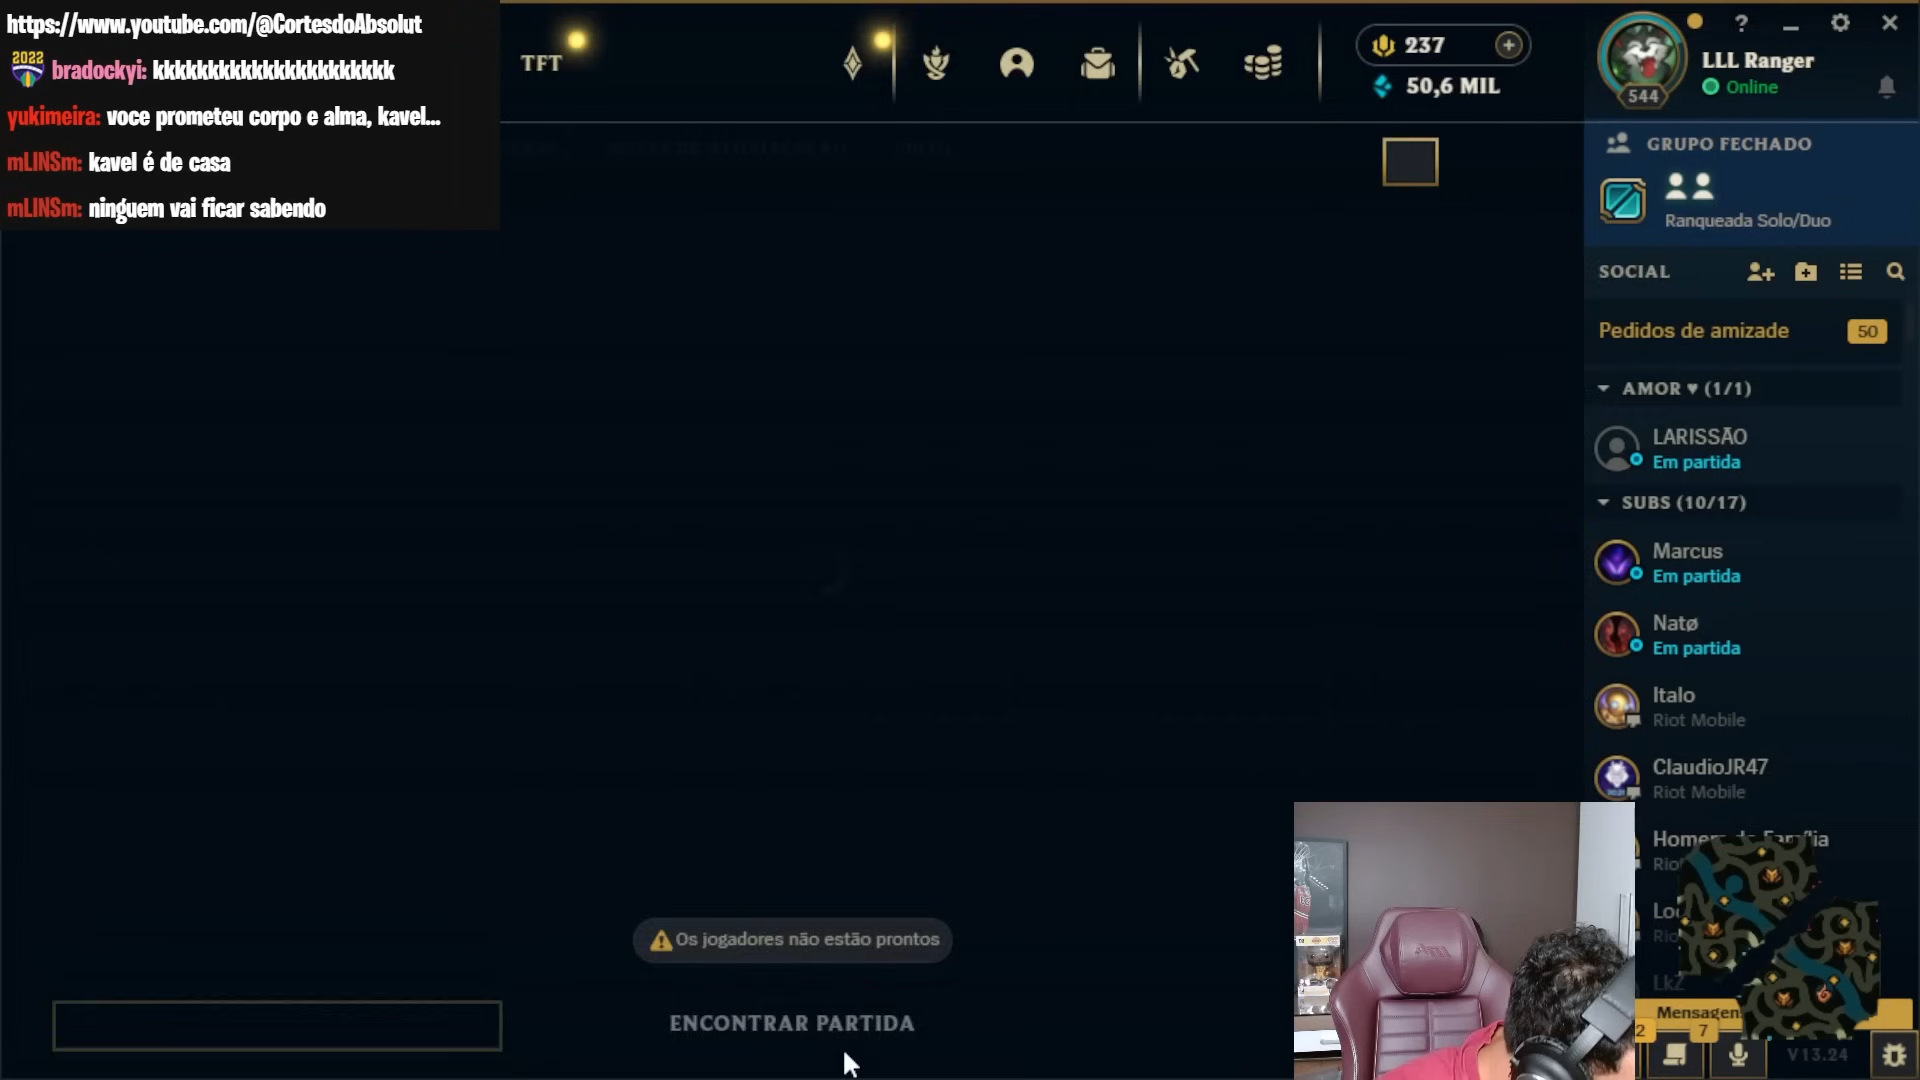 https://www.youtube.com/@CortesdoAbsolut
2022 bradockyi: kkkkkkkkkkkkkkkkkkkkkk
yukimeira: voce prometeu corpo e alma, kavel...
mLINSm: kavel é de casa
mLINSm: ninguem vai ficar sabendo
TFT
237
50,6 MIL
544
LLL Ranger
Online
GRUPO FECHADO
Ranqueada Solo/Duo
SOCIAL
Pedidos de amizade 50
AMOR ♥ (1/1)
LARISSÃO
Em partida
SUBS (10/17)
Marcus
Em partida
Natø
Em partida
Italo
Riot Mobile
ClaudioJR47
Riot Mobile
LkZ
Os jogadores não estão prontos
ENCONTRAR PARTIDA
2
7
V13.24